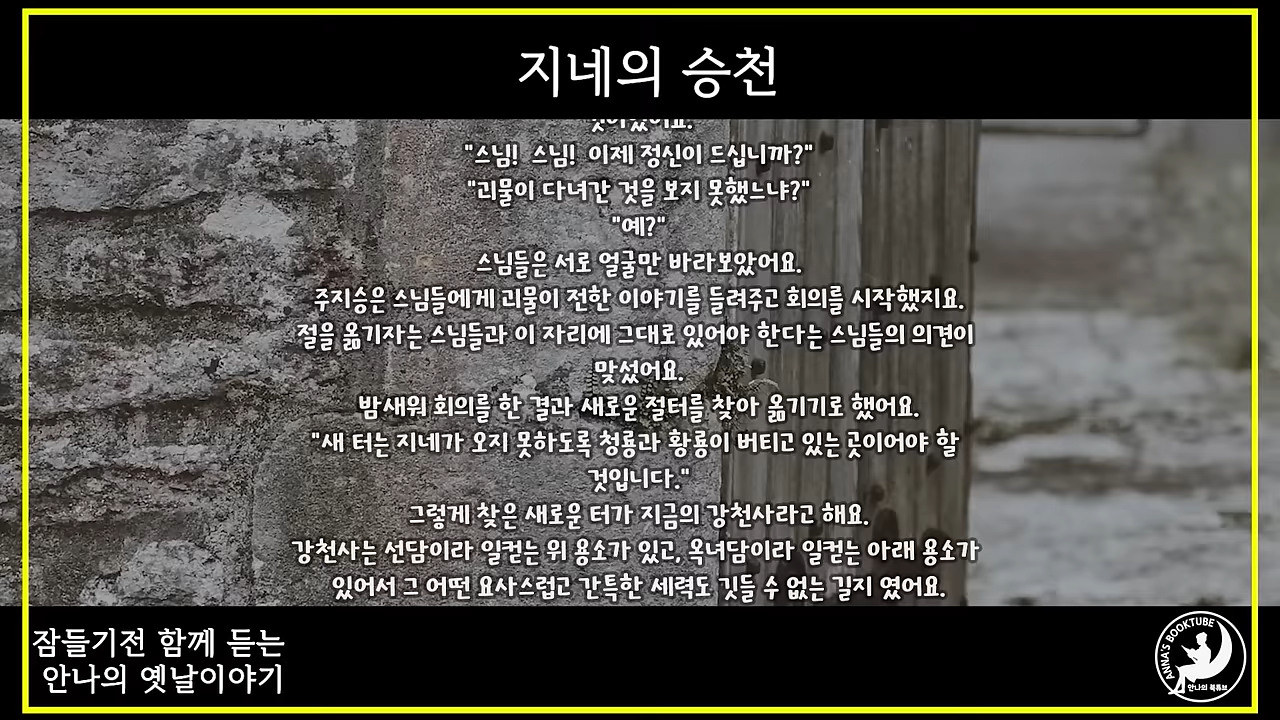 지네의 승천
"스님! 스님! 이제 정신이 드십니까?"
"괴물이 다녀간 것을 보지 못했느냐?"
"예?"
스님들은 서로 얼굴만 바라보았어요.
주지승은 스님들에게 괴물이 전한 이야기를 들려주고 회의를 시작했지요.
절을 옮기자는 스님들과 이 자리에 그대로 있어야 한다는 스님들의 의견이
맞섰어요.
밤새워 회의를 한 결과 새로운 절터를 찾아 옮기기로 했어요.
"새 터는 지네가 오지 못하도록 청룡과 황룡이 버티고 있는 곳이어야 할
것입니다."
그렇게 찾은 새로운 터가 지금의 강천사라고 해요.
강천사는 선담이라 일컫는 위 용소가 있고, 옥녀담이라 일컫는 아래 용소가
있어서 그 어떤 요사스럽고 간특한 세력도 깃들 수 없는 길지 였어요.
잠들기전 함께 듣는
안나의 옛날이야기
ANNA'S BOOKTUBE
안나의 북튜브